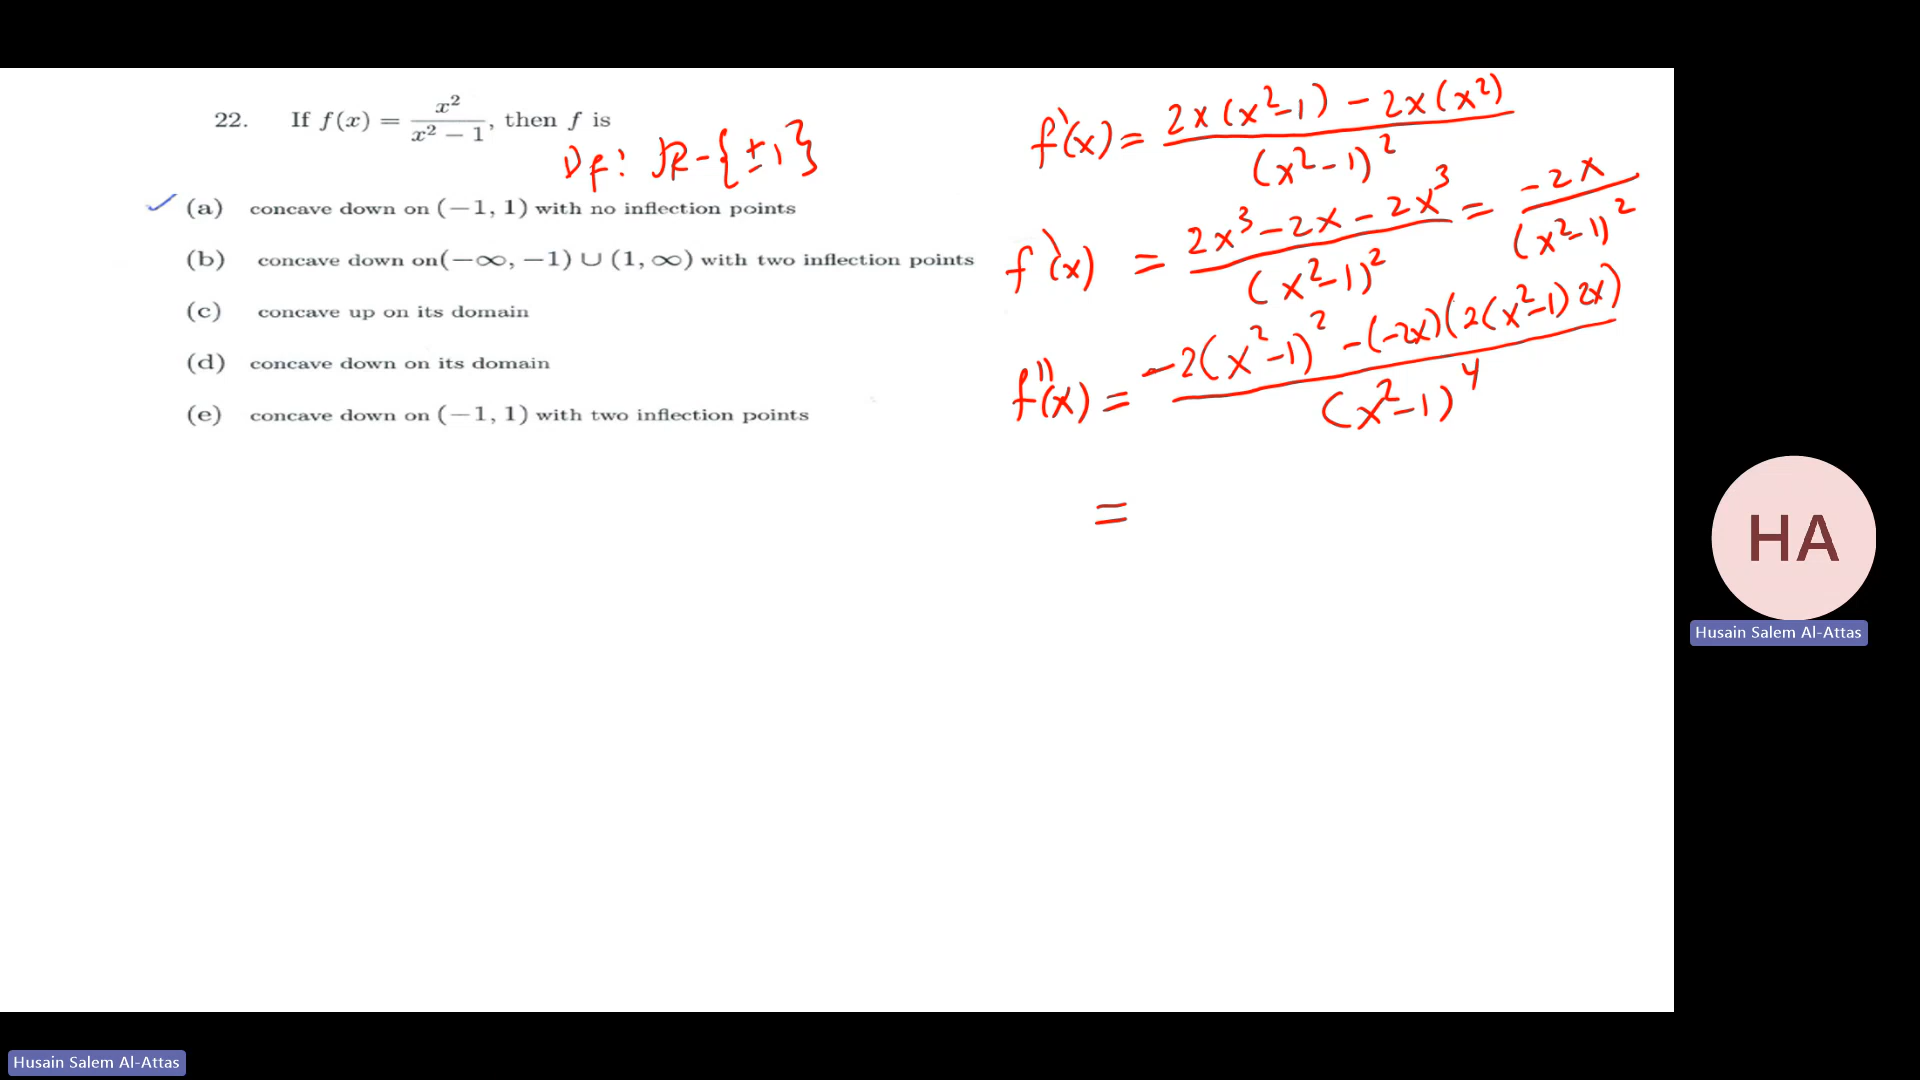 22. If f(x) = x²/(x² − 1), then f is
Df: ℝ-{±1}
(a) concave down on (−1, 1) with no inflection points
(b) concave down on(−∞, −1) ∪ (1, ∞) with two inflection points
(c) concave up on its domain
(d) concave down on its domain
(e) concave down on (−1, 1) with two inflection points
f'(x) = (2x(x²-1) - 2x(x²))/(x²-1)²
f'(x) = (2x³-2x-2x³)/(x²-1)² = -2x/(x²-1)²
f''(x) = (-2(x²-1)² -(-2x)(2(x²-1)2x))/(x²-1)⁴
=
HA
Husain Salem Al-Attas
Husain Salem Al-Attas